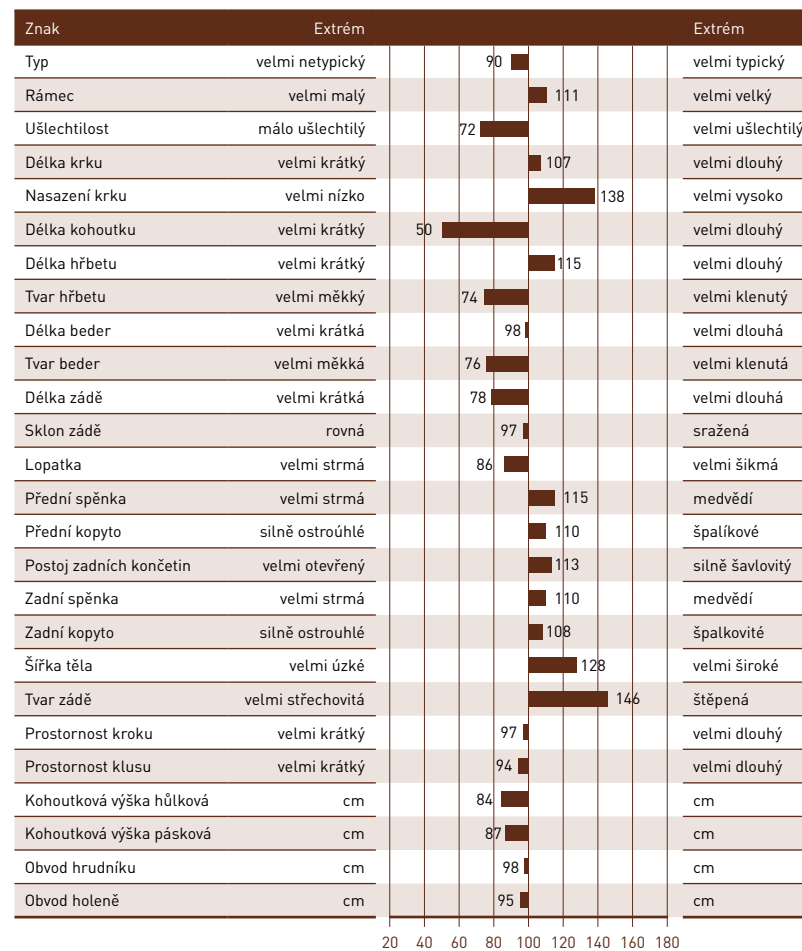 Znak Extrém Extrém
Typ velmi netypický 90 velmi typický
Rámec velmi malý 111 velmi velký
Ušlechtilost málo ušlechtilý 72 velmi ušlechtilý
Délka krku velmi krátký 107 velmi dlouhý
Nasazení krku velmi nízko 138 velmi vysoko
Délka kohoutku velmi krátký 50 velmi dlouhý
Délka hřbetu velmi krátký 115 velmi dlouhý
Tvar hřbetu velmi měkký 74 velmi klenutý
Délka beder velmi krátká 98 velmi dlouhá
Tvar beder velmi měkká 76 velmi klenutá
Délka zádě velmi krátká 78 velmi dlouhá
Sklon zádě rovná 97 sražená
Lopatka velmi strmá 86 velmi šikmá
Přední spěnka velmi strmá 115 medvědí
Přední kopyto silně ostroúhlé 110 špalíkové
Postoj zadních končetin velmi otevřený 113 silně šavlovitý
Zadní spěnka velmi strmá 110 medvědí
Zadní kopyto silně ostrouhlé 108 špalkovité
Šířka těla velmi úzké 128 velmi široké
Tvar zádě velmi střechovitá 146 štěpená
Prostornost kroku velmi krátký 97 velmi dlouhý
Prostornost klusu velmi krátký 94 velmi dlouhý
Kohoutková výška hůlková cm 84 cm
Kohoutková výška pásková cm 87 cm
Obvod hrudníku cm 98 cm
Obvod holeně cm 95 cm
20 40 60 80 100 120 140 160 180